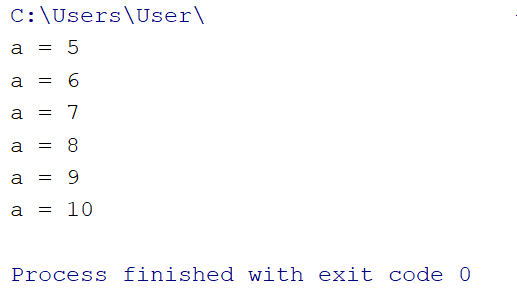 C:\Users\User\
a = 5
a = 6
a = 7
a = 8
a = 9
a = 10
Process finished with exit code 0